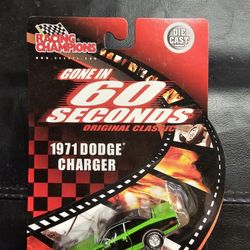 RACING
CHAMPIONS
DIE
CAST
GONE IN
60
SECONDS
ORIGINAL CLASSIC
1971 DODGE
CHARGER